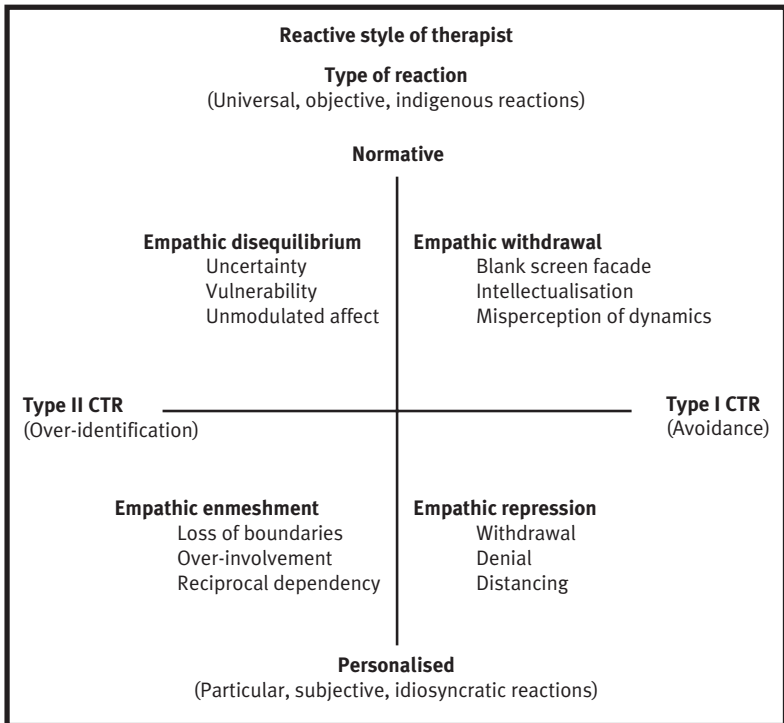 Reactive style of therapist
Type of reaction
(Universal, objective, indigenous reactions)
Normative
Empathic disequilibrium
Uncertainty
Vulnerability
Unmodulated affect
Empathic withdrawal
Blank screen facade
Intellectualisation
Misperception of dynamics
Type II CTR
(Over-identification)
Type I CTR
(Avoidance)
Empathic enmeshment
Loss of boundaries
Over-involvement
Reciprocal dependency
Empathic repression
Withdrawal
Denial
Distancing
Personalised
(Particular, subjective, idiosyncratic reactions)